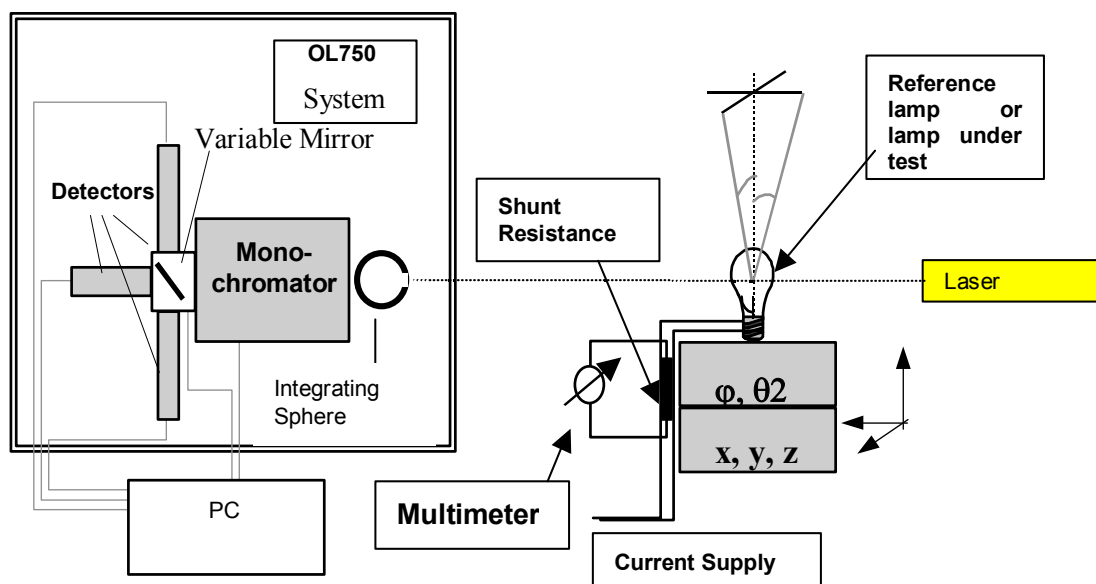 OL750
System
Variable Mirror
Detectors
Mono-
chromator
Integrating
Sphere
PC
Shunt
Resistance
Reference
lamp or
lamp under
test
Laser
φ, θ2
x, y, z
Multimeter
Current Supply